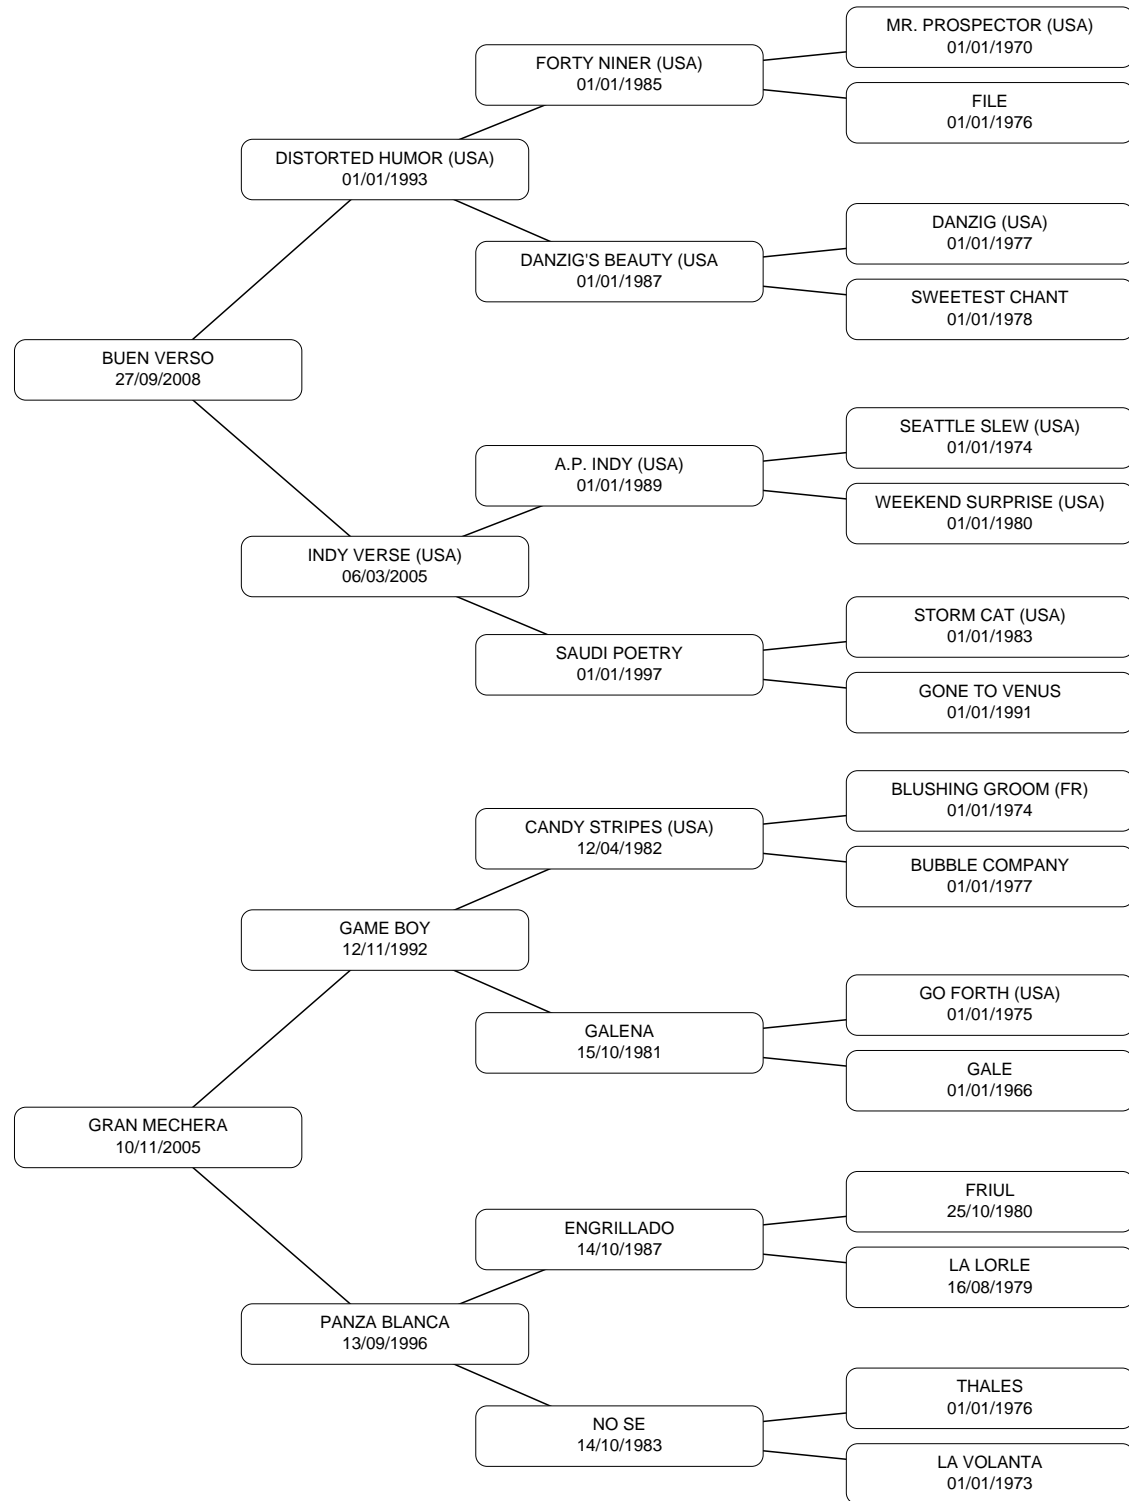 MR. PROSPECTOR (USA)
01/01/1970
FORTY NINER (USA)
01/01/1985
FILE
01/01/1976
DISTORTED HUMOR (USA)
01/01/1993
DANZIG (USA)
01/01/1977
DANZIG'S BEAUTY (USA
01/01/1987
SWEETEST CHANT
01/01/1978
BUEN VERSO
27/09/2008
SEATTLE SLEW (USA)
01/01/1974
A.P. INDY (USA)
01/01/1989
WEEKEND SURPRISE (USA)
01/01/1980
INDY VERSE (USA)
06/03/2005
STORM CAT (USA)
01/01/1983
SAUDI POETRY
01/01/1997
GONE TO VENUS
01/01/1991
BLUSHING GROOM (FR)
01/01/1974
CANDY STRIPES (USA)
12/04/1982
BUBBLE COMPANY
01/01/1977
GAME BOY
12/11/1992
GO FORTH (USA)
01/01/1975
GALENA
15/10/1981
GALE
01/01/1966
GRAN MECHERA
10/11/2005
FRIUL
25/10/1980
ENGRILLADO
14/10/1987
LA LORLE
16/08/1979
PANZA BLANCA
13/09/1996
THALES
01/01/1976
NO SE
14/10/1983
LA VOLANTA
01/01/1973